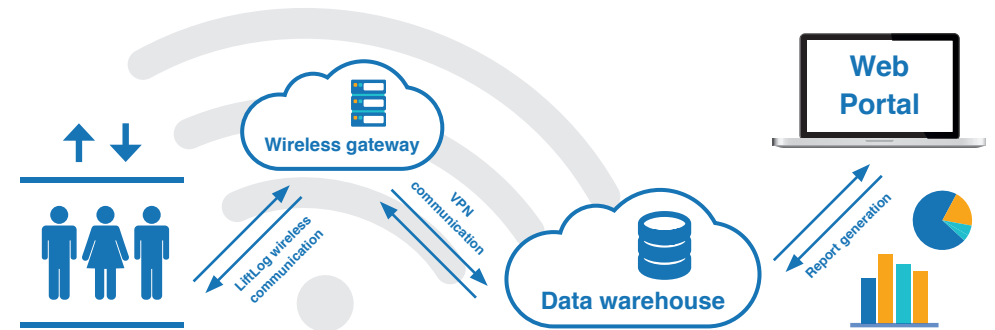 Wireless gateway
LiftLog wireless
communication
VPN
communication
Data warehouse
Web
Portal
Report generation